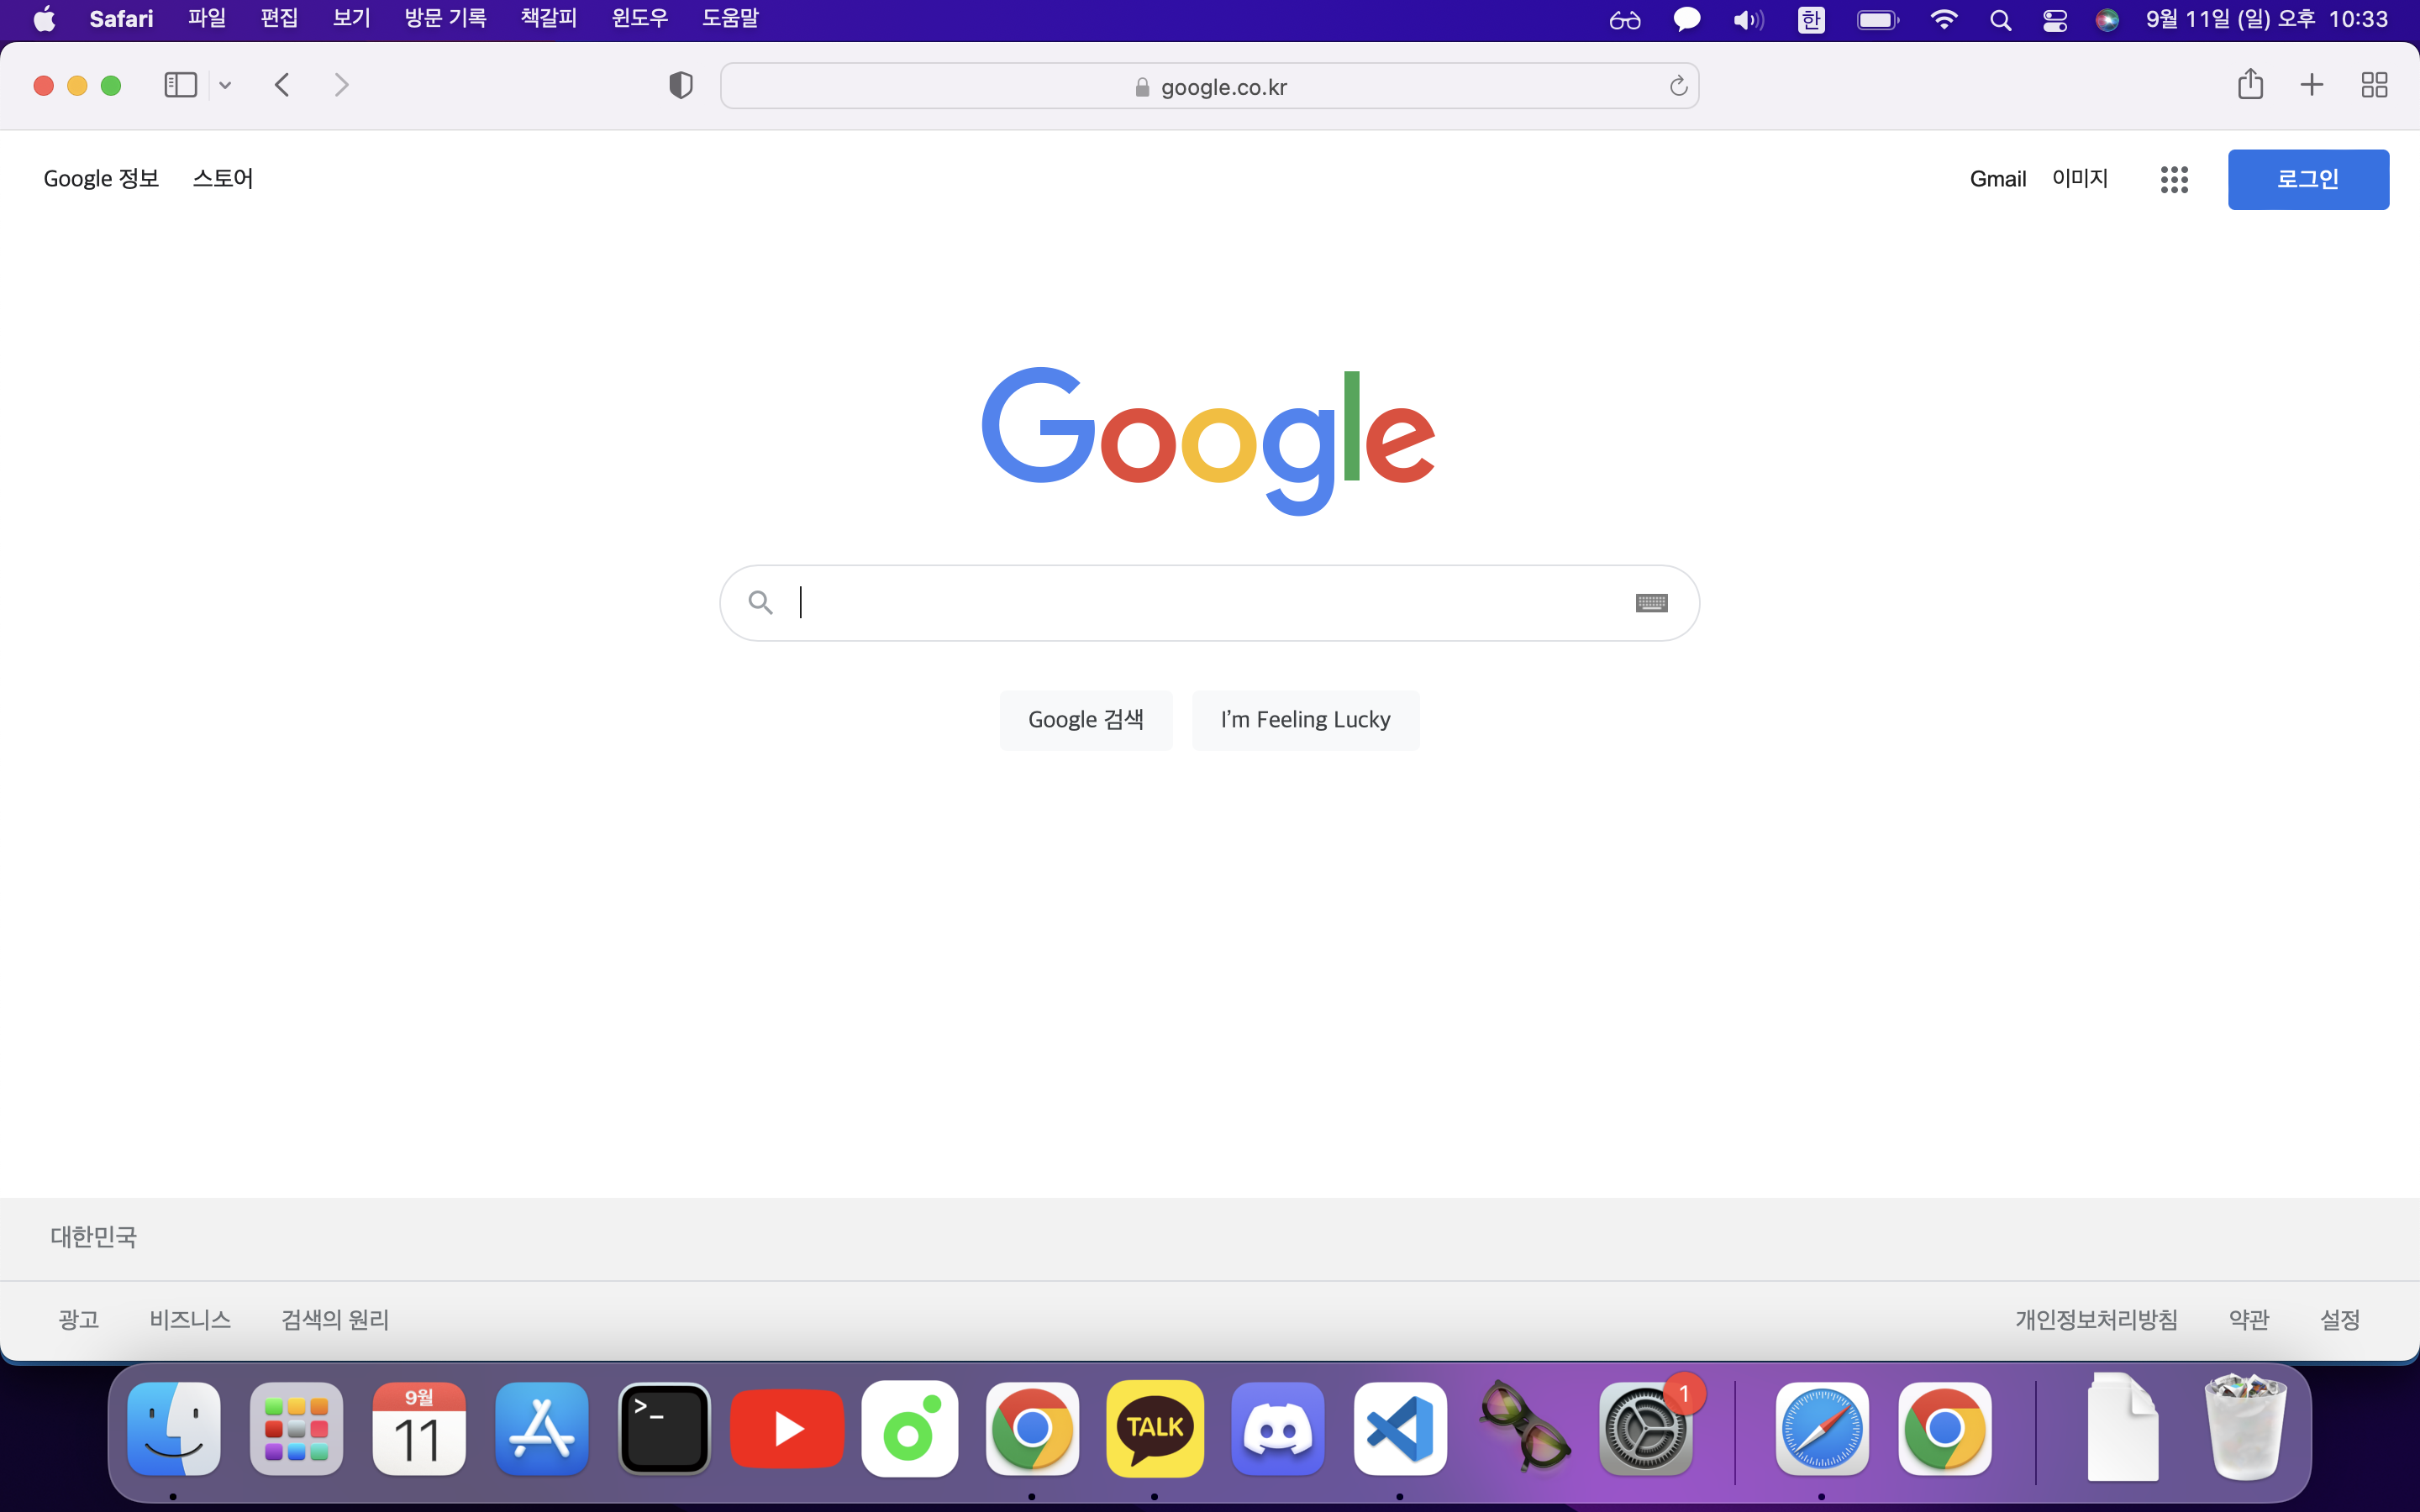 Safari 파일 편집 보기 방문 기록 책갈피 윈도우 도움말 한 9월 11일 (일) 오후 10:33
google.co.kr
Google 정보 스토어 Gmail 이미지 로그인
Google
Google 검색 I'm Feeling Lucky
대한민국
광고 비즈니스 검색의 원리 개인정보처리방침 약관 설정
9월
11
>_
TALK
1